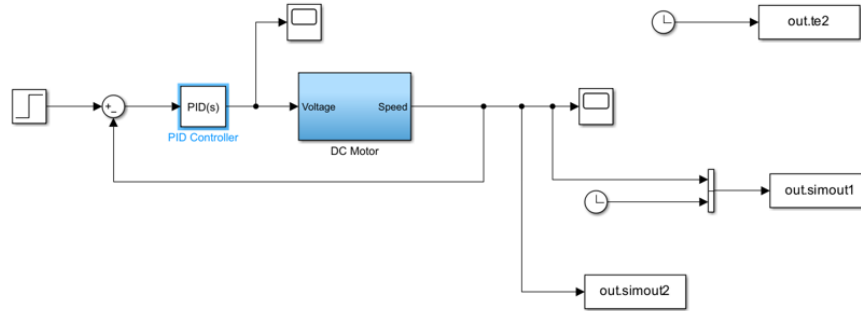 out.te2
+
−
PID(s)
Voltage
Speed
PID Controller
DC Motor
out.simout1
out.simout2